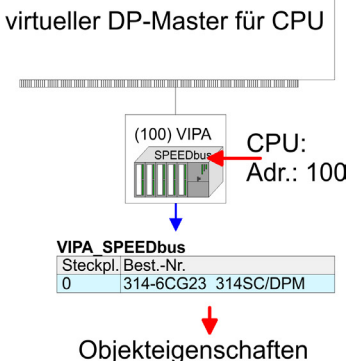 virtueller DP-Master für CPU
(100) VIPA
SPEEDbus
CPU:
Adr.: 100
VIPA_SPEEDbus
Steckpl. Best.-Nr.
0 314-6CG23 314SC/DPM
Objekteigenschaften